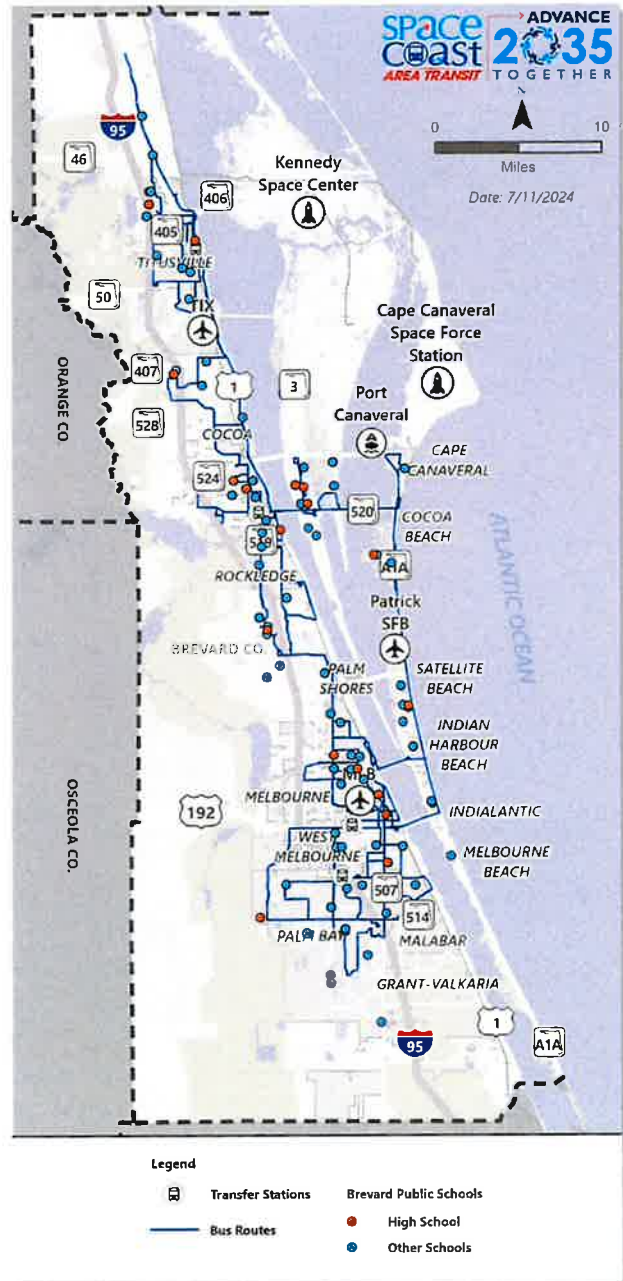 space
coast
AREA TRANSIT
ADVANCE
2035
TOGETHER
N
0 10
Miles
Date: 7/11/2024
95
46
406
Kennedy
Space Center
405
TITUSVILLE
50
TIX
Cape Canaveral
Space Force
Station
ORANGE CO.
407
1
3
Port
Canaveral
528
COCOA
CAPE
CANAVERAL
524
520
COCOA
BEACH
519
A1A
ATLANTIC OCEAN
ROCKLEDGE
Patrick
SFB
BREVARD CO.
PALM
SHORES
SATELLITE
BEACH
INDIAN
HARBOUR
BEACH
OSCEOLA CO.
MLB
MELBOURNE
192
INDIALANTIC
WEST
MELBOURNE
MELBOURNE
BEACH
507
514
PALM BAY
MALABAR
GRANT-VALKARIA
1
95
A1A
Legend
Transfer Stations
Brevard Public Schools
Bus Routes
High School
Other Schools